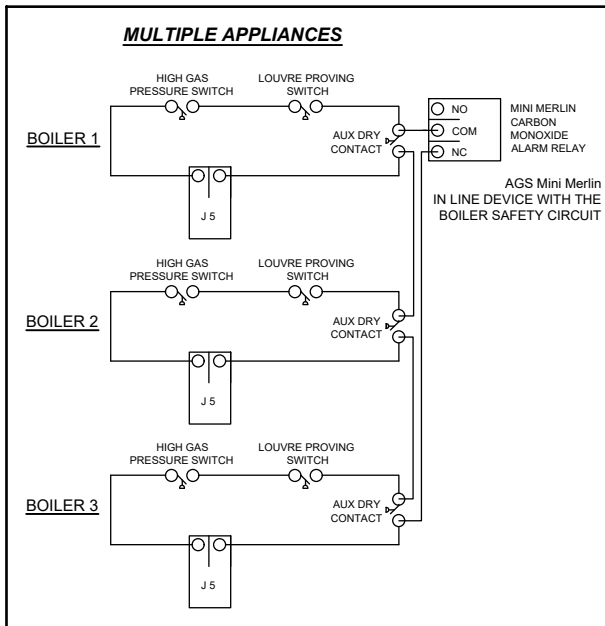 MULTIPLE APPLIANCES
HIGH GAS
PRESSURE SWITCH
LOUVRE PROVING
SWITCH
BOILER 1
AUX DRY
CONTACT
J 5
NO
COM
NC
MINI MERLIN
CARBON
MONOXIDE
ALARM RELAY
AGS Mini Merlin
IN LINE DEVICE WITH THE
BOILER SAFETY CIRCUIT
HIGH GAS
PRESSURE SWITCH
LOUVRE PROVING
SWITCH
BOILER 2
AUX DRY
CONTACT
J 5
HIGH GAS
PRESSURE SWITCH
LOUVRE PROVING
SWITCH
BOILER 3
AUX DRY
CONTACT
J 5